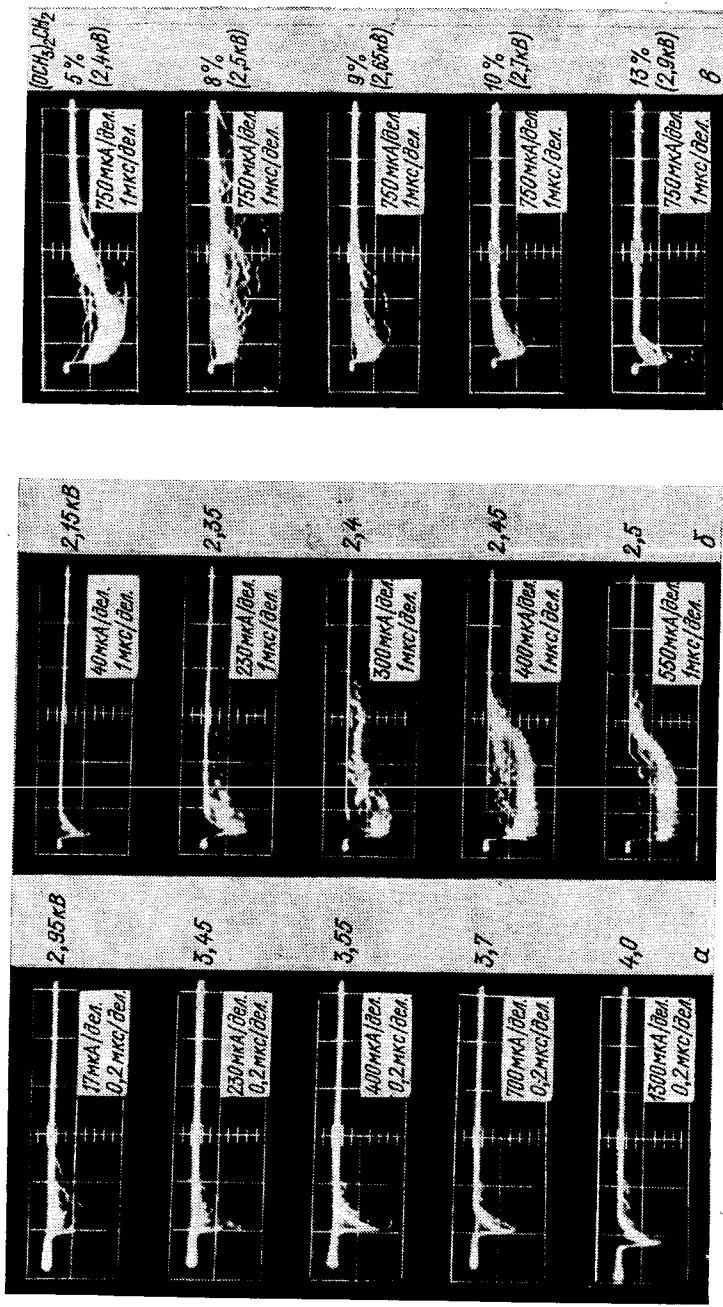 2,95кВ
17мкА/дел.
0,2мкс/дел.
3,45
230мкА/дел.
0,2мкс/дел.
3,55
400мкА/дел.
0,2мкс/дел.
3,7
700мкА/дел.
0,2мкс/дел.
4,0
1300мкА/дел.
0,2мкс/дел.
а
2,15кВ
40мкА/дел.
1мкс/дел.
2,35
230мкА/дел.
1мкс/дел.
2,4
300мкА/дел.
1мкс/дел.
2,45
400мкА/дел.
1мкс/дел.
2,5
550мкА/дел.
1мкс/дел.
б
(OCH3)2CH2
5%
(2,4кВ)
750мкА/дел.
1мкс/дел.
8%
(2,5кВ)
750мкА/дел.
1мкс/дел.
9%
(2,65кВ)
750мкА/дел.
1мкс/дел.
10%
(2,7кВ)
750мкА/дел.
1мкс/дел.
13%
(2,9кВ)
750мкА/дел.
1мкс/дел.
в